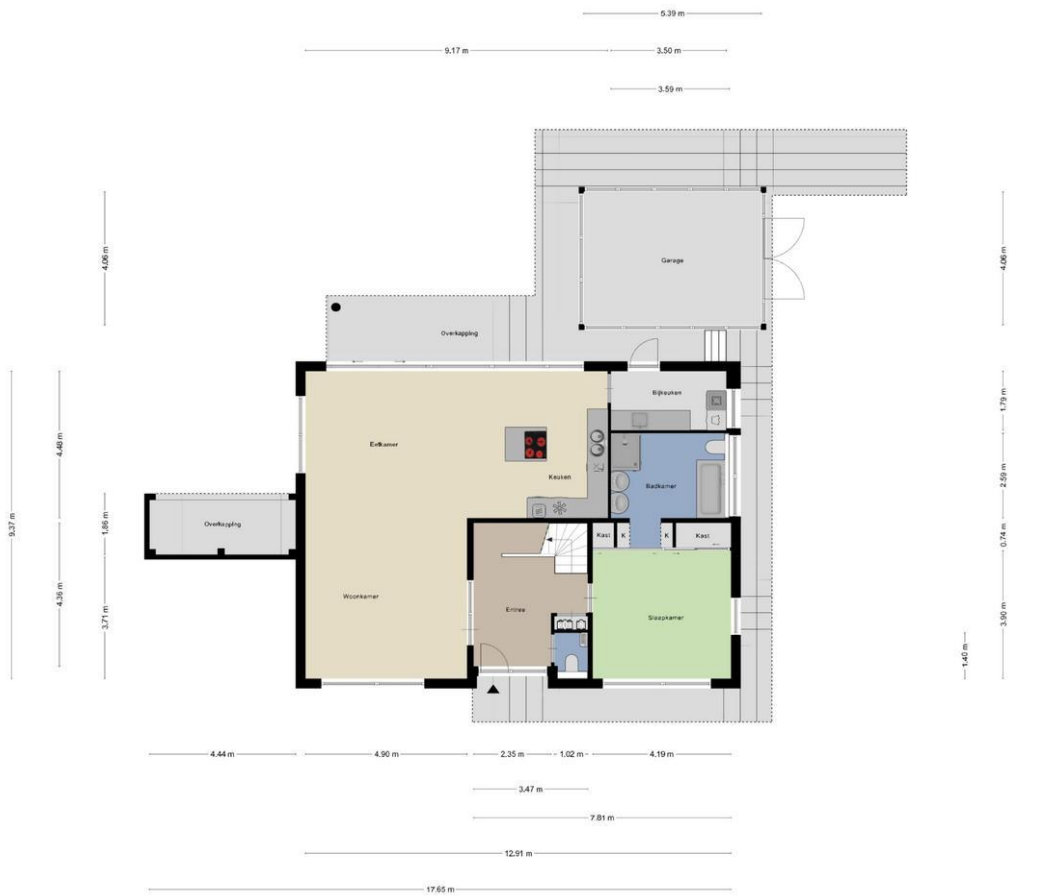 5.39 m
9.17 m
3.50 m
3.59 m
4.06 m
4.06 m
Garage
Overkapping
Bijkeuken
1.79 m
Eetkamer
4.48 m
Keuken
Badkamer
2.59 m
9.37 m
Overkapping
1.86 m
Kast
K
K
Kast
0.74 m
Woonkamer
4.36 m
3.71 m
Entree
Slaapkamer
3.90 m
1.40 m
4.44 m
4.90 m
2.35 m
1.02 m
4.19 m
3.47 m
7.81 m
12.91 m
17.65 m